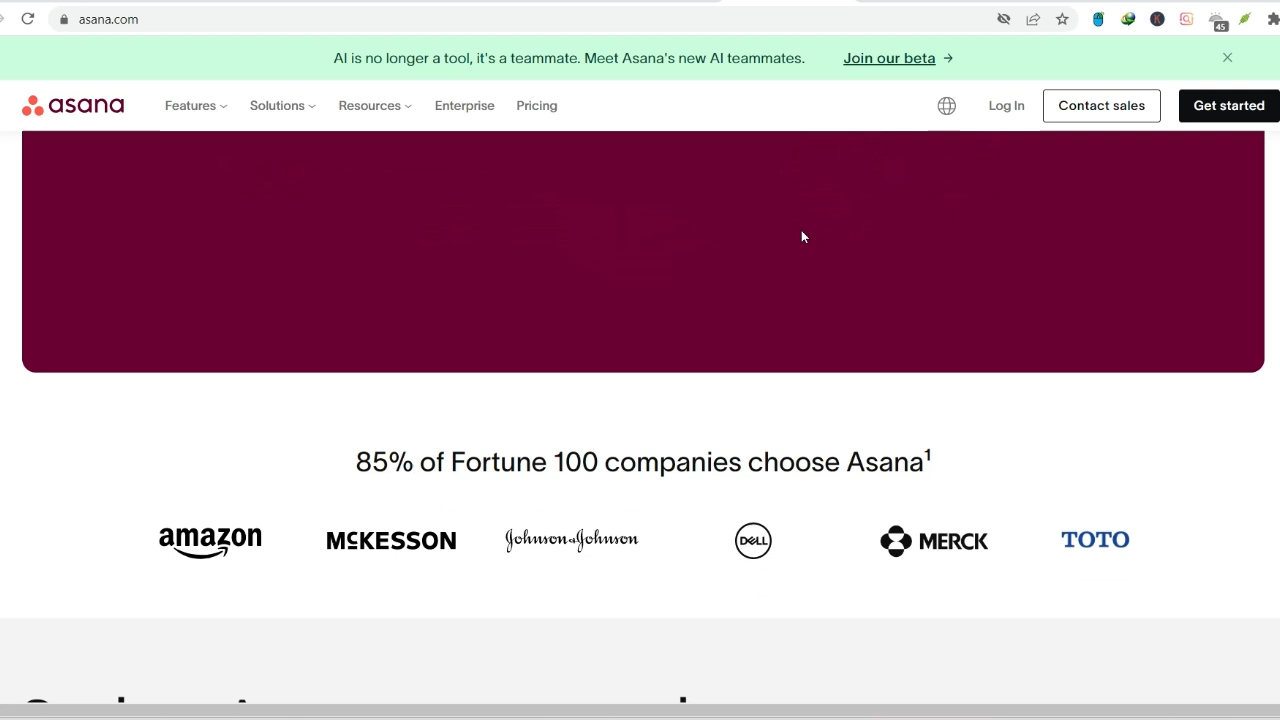 asana.com
45
AI is no longer a tool, it's a teammate. Meet Asana's new AI teammates. Join our beta →
asana Features Solutions Resources Enterprise Pricing Log In Contact sales Get started
85% of Fortune 100 companies choose Asana¹
amazon MCKESSON Johnson&Johnson DELL MERCK TOTO